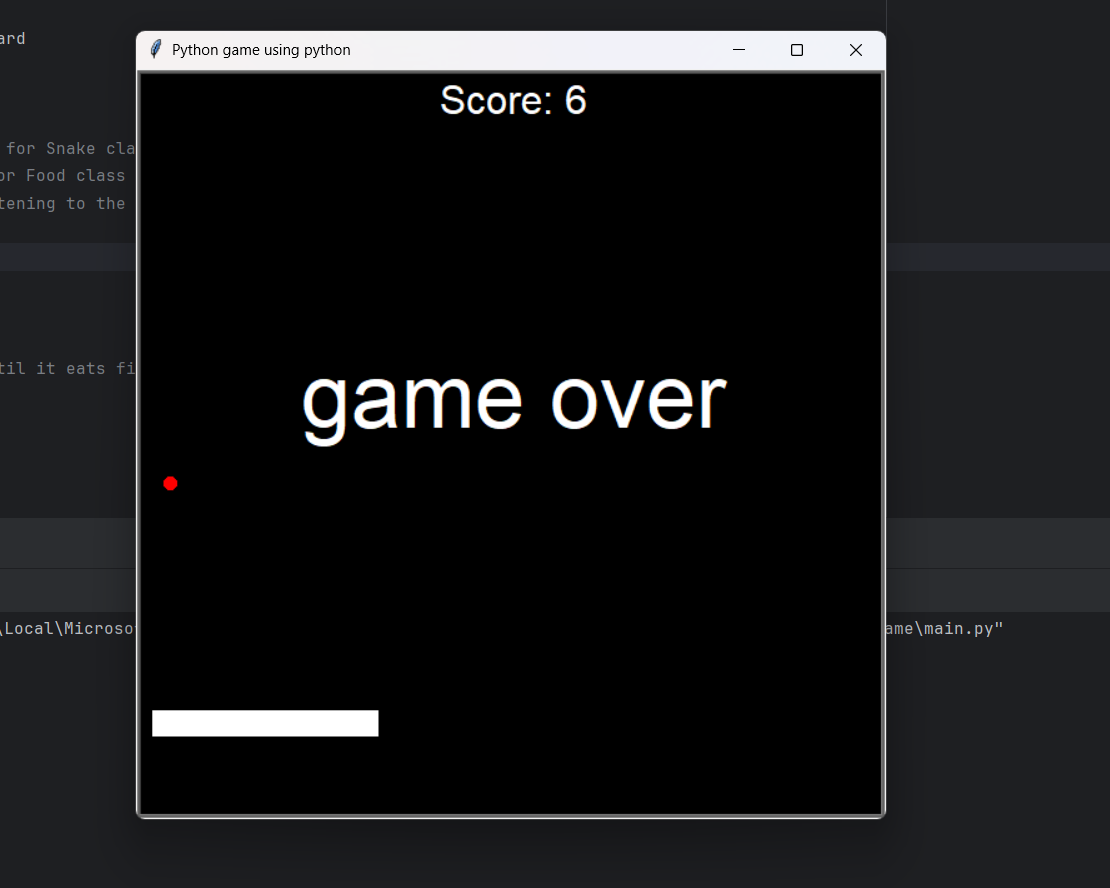 ard
Python game using python
Score: 6
for Snake cla
or Food class
tening to the
til it eats fi
game over
\Local\Microso
ame\main.py"